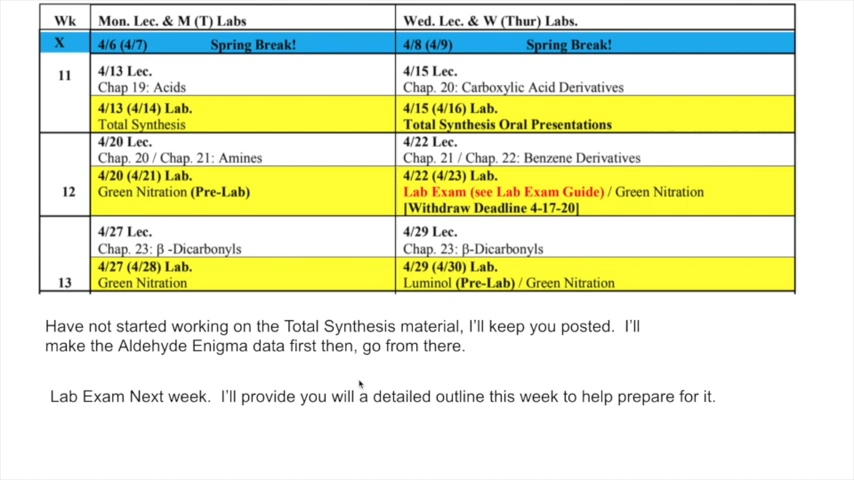 Wk Mon. Lec. & M (T) Labs Wed. Lec. & W (Thur) Labs.
X 4/6 (4/7) Spring Break! 4/8 (4/9) Spring Break!
11
4/13 Lec.
Chap 19: Acids
4/15 Lec.
Chap. 20: Carboxylic Acid Derivatives
4/13 (4/14) Lab.
Total Synthesis
4/15 (4/16) Lab.
Total Synthesis Oral Presentations
12
4/20 Lec.
Chap. 20 / Chap. 21: Amines
4/22 Lec.
Chap. 21 / Chap. 22: Benzene Derivatives
4/20 (4/21) Lab.
Green Nitration (Pre-Lab)
4/22 (4/23) Lab.
Lab Exam (see Lab Exam Guide) / Green Nitration
[Withdraw Deadline 4-17-20]
13
4/27 Lec.
Chap. 23: β -Dicarbonyls
4/29 Lec.
Chap. 23: β-Dicarbonyls
4/27 (4/28) Lab.
Green Nitration
4/29 (4/30) Lab.
Luminol (Pre-Lab) / Green Nitration
Have not started working on the Total Synthesis material, I'll keep you posted. I'll
make the Aldehyde Enigma data first then, go from there.
Lab Exam Next week. I'll provide you will a detailed outline this week to help prepare for it.